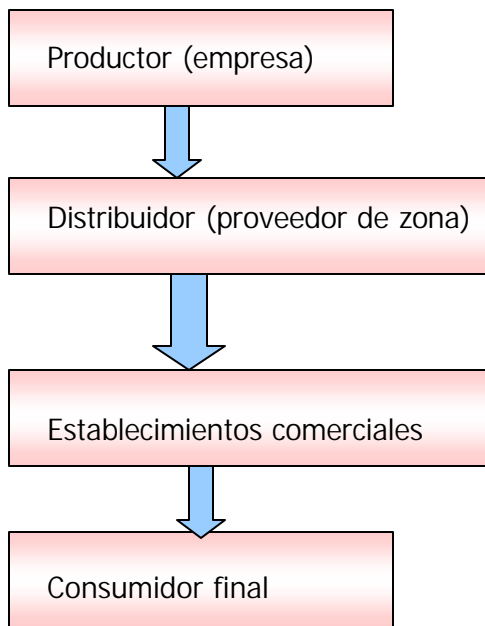 Productor (empresa)
Distribuidor (proveedor de zona)
Establecimientos comerciales
Consumidor final